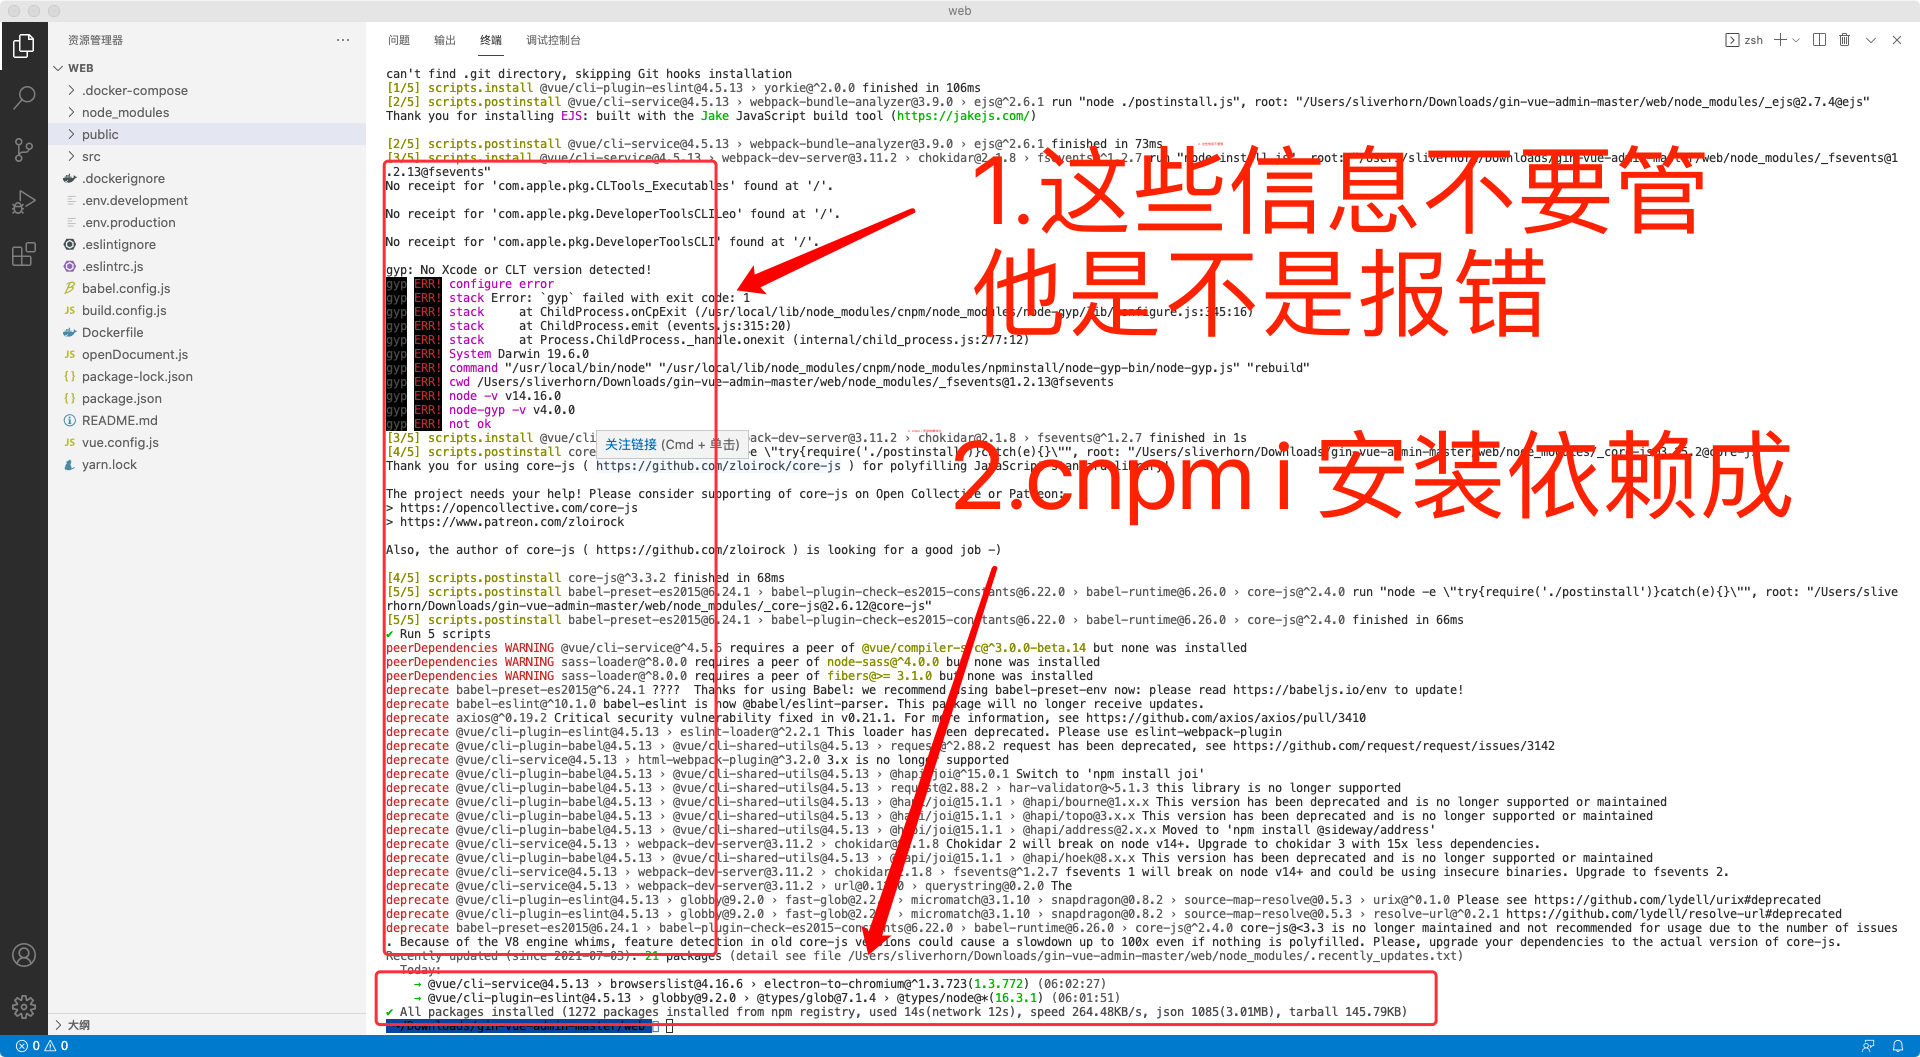 web
资源管理器
WEB
.docker-compose
node_modules
public
src
.dockerignore
.env.development
.env.production
.eslintignore
.eslintrc.js
babel.config.js
build.config.js
Dockerfile
openDocument.js
package-lock.json
package.json
README.md
vue.config.js
yarn.lock
大纲
问题 输出 终端 调试控制台
zsh
can't find .git directory, skipping Git hooks installation
[1/5] scripts.install @vue/cli-plugin-eslint@4.5.13 › yorkie@^2.0.0 finished in 106ms
[2/5] scripts.postinstall @vue/cli-service@4.5.13 › webpack-bundle-analyzer@3.9.0 › ejs@^2.6.1 run "node ./postinstall.js", root: "/Users/sliverhorn/Downloads/gin-vue-admin-master/web/node_modules/_ejs@2.7.4@ejs"
Thank you for installing EJS: built with the Jake JavaScript build tool (https://jakejs.com/)
[2/5] scripts.postinstall @vue/cli-service@4.5.13 › webpack-bundle-analyzer@3.9.0 › ejs@^2.6.1 finished in 73ms
[3/5] scripts.install @vue/cli-service@4.5.13 › webpack-dev-server@3.11.2 › chokidar@2.1.8 › fsevents@^1.2.7 run "node install.js", root: "/Users/sliverhorn/Downloads/gin-vue-admin-master/web/node_modules/_fsevents@1
.2.13@fsevents"
No receipt for 'com.apple.pkg.CLTools_Executables' found at '/'.
No receipt for 'com.apple.pkg.DeveloperToolsCLILeo' found at '/'.
No receipt for 'com.apple.pkg.DeveloperToolsCLI' found at '/'.
gyp: No Xcode or CLT version detected!
gyp ERR! configure error
gyp ERR! stack Error: `gyp` failed with exit code: 1
gyp ERR! stack     at ChildProcess.onCpExit (/usr/local/lib/node_modules/cnpm/node_modules/node-gyp/lib/configure.js:345:16)
gyp ERR! stack     at ChildProcess.emit (events.js:315:20)
gyp ERR! stack     at Process.ChildProcess._handle.onexit (internal/child_process.js:277:12)
gyp ERR! System Darwin 19.6.0
gyp ERR! command "/usr/local/bin/node" "/usr/local/lib/node_modules/cnpm/node_modules/npminstall/node-gyp-bin/node-gyp.js" "rebuild"
gyp ERR! cwd /Users/sliverhorn/Downloads/gin-vue-admin-master/web/node_modules/_fsevents@1.2.13@fsevents
gyp ERR! node -v v14.16.0
gyp ERR! node-gyp -v v4.0.0
gyp ERR! not ok
[3/5] scripts.install @vue/cli ack-dev-server@3.11.2 › chokidar@2.1.8 › fsevents@^1.2.7 finished in 1s
关注链接 (Cmd + 单击)
[4/5] scripts.postinstall core e \"try{require('./postinstall')}catch(e){}\"", root: "/Users/sliverhorn/Downloads/gin-vue-admin-master/web/node_modules/_core-js@3.15.2@core-js"
Thank you for using core-js ( https://github.com/zloirock/core-js ) for polyfilling JavaScript standard library!
The project needs your help! Please consider supporting of core-js on Open Collective or Patreon:
> https://opencollective.com/core-js
> https://www.patreon.com/zloirock
Also, the author of core-js ( https://github.com/zloirock ) is looking for a good job -)
[4/5] scripts.postinstall core-js@^3.3.2 finished in 68ms
[5/5] scripts.postinstall babel-preset-es2015@6.24.1 › babel-plugin-check-es2015-constants@6.22.0 › babel-runtime@6.26.0 › core-js@^2.4.0 run "node -e \"try{require('./postinstall')}catch(e){}\"", root: "/Users/slive
rhorn/Downloads/gin-vue-admin-master/web/node_modules/_core-js@2.6.12@core-js"
[5/5] scripts.postinstall babel-preset-es2015@6.24.1 › babel-plugin-check-es2015-constants@6.22.0 › babel-runtime@6.26.0 › core-js@^2.4.0 finished in 66ms
✔ Run 5 scripts
peerDependencies WARNING @vue/cli-service@^4.5.6 requires a peer of @vue/compiler-sfc@^3.0.0-beta.14 but none was installed
peerDependencies WARNING sass-loader@^8.0.0 requires a peer of node-sass@^4.0.0 but none was installed
peerDependencies WARNING sass-loader@^8.0.0 requires a peer of fibers@>= 3.1.0 but none was installed
deprecate babel-preset-es2015@^6.24.1 ????  Thanks for using Babel: we recommend using babel-preset-env now: please read https://babeljs.io/env to update!
deprecate babel-eslint@^10.1.0 babel-eslint is now @babel/eslint-parser. This package will no longer receive updates.
deprecate axios@^0.19.2 Critical security vulnerability fixed in v0.21.1. For more information, see https://github.com/axios/axios/pull/3410
deprecate @vue/cli-plugin-eslint@4.5.13 › eslint-loader@^2.2.1 This loader has been deprecated. Please use eslint-webpack-plugin
deprecate @vue/cli-plugin-babel@4.5.13 › @vue/cli-shared-utils@4.5.13 › request@^2.88.2 request has been deprecated, see https://github.com/request/request/issues/3142
deprecate @vue/cli-service@4.5.13 › html-webpack-plugin@^3.2.0 3.x is no longer supported
deprecate @vue/cli-plugin-babel@4.5.13 › @vue/cli-shared-utils@4.5.13 › @hapi/joi@^15.0.1 Switch to 'npm install joi'
deprecate @vue/cli-plugin-babel@4.5.13 › @vue/cli-shared-utils@4.5.13 › request@2.88.2 › har-validator@~5.1.3 this library is no longer supported
deprecate @vue/cli-plugin-babel@4.5.13 › @vue/cli-shared-utils@4.5.13 › @hapi/joi@15.1.1 › @hapi/bourne@1.x.x This version has been deprecated and is no longer supported or maintained
deprecate @vue/cli-plugin-babel@4.5.13 › @vue/cli-shared-utils@4.5.13 › @hapi/joi@15.1.1 › @hapi/topo@3.x.x This version has been deprecated and is no longer supported or maintained
deprecate @vue/cli-plugin-babel@4.5.13 › @vue/cli-shared-utils@4.5.13 › @hapi/joi@15.1.1 › @hapi/address@2.x.x Moved to 'npm install @sideway/address'
deprecate @vue/cli-service@4.5.13 › webpack-dev-server@3.11.2 › chokidar@2.1.8 Chokidar 2 will break on node v14+. Upgrade to chokidar 3 with 15x less dependencies.
deprecate @vue/cli-plugin-babel@4.5.13 › @vue/cli-shared-utils@4.5.13 › @hapi/joi@15.1.1 › @hapi/hoek@8.x.x This version has been deprecated and is no longer supported or maintained
deprecate @vue/cli-service@4.5.13 › webpack-dev-server@3.11.2 › chokidar@2.1.8 › fsevents@^1.2.7 fsevents 1 will break on node v14+ and could be using insecure binaries. Upgrade to fsevents 2.
deprecate @vue/cli-service@4.5.13 › webpack-dev-server@3.11.2 › url@0.11.0 › querystring@0.2.0 The
deprecate @vue/cli-plugin-eslint@4.5.13 › globby@9.2.0 › fast-glob@2.2. › micromatch@3.1.10 › snapdragon@0.8.2 › source-map-resolve@0.5.3 › urix@^0.1.0 Please see https://github.com/lydell/urix#deprecated
deprecate @vue/cli-plugin-eslint@4.5.13 › globby@9.2.0 › fast-glob@2.2. › micromatch@3.1.10 › snapdragon@0.8.2 › source-map-resolve@0.5.3 › resolve-url@^0.2.1 https://github.com/lydell/resolve-url#deprecated
deprecate babel-preset-es2015@6.24.1 › babel-plugin-check-es2015-constants@6.22.0 › babel-runtime@6.26.0 › core-js@^2.4.0 core-js@<3.3 is no longer maintained and not recommended for usage due to the number of issues
. Because of the V8 engine whims, feature detection in old core-js versions could cause a slowdown up to 100x even if nothing is polyfilled. Please, upgrade your dependencies to the actual version of core-js.
Recently updated (since 2021-07-03): 21 packages (detail see file /Users/sliverhorn/Downloads/gin-vue-admin-master/web/node_modules/.recently_updates.txt)
Today:
→ @vue/cli-service@4.5.13 › browserslist@4.16.6 › electron-to-chromium@^1.3.723(1.3.772) (06:02:27)
→ @vue/cli-plugin-eslint@4.5.13 › globby@9.2.0 › @types/glob@7.1.4 › @types/node@*(16.3.1) (06:01:51)
✔ All packages installed (1272 packages installed from npm registry, used 14s(network 12s), speed 264.48KB/s, json 1085(3.01MB), tarball 145.79KB)
~/Downloads/gin-vue-admin-master/web
1.这些信息不要管
他是不是报错
2.cnpm i 安装依赖成
0 0